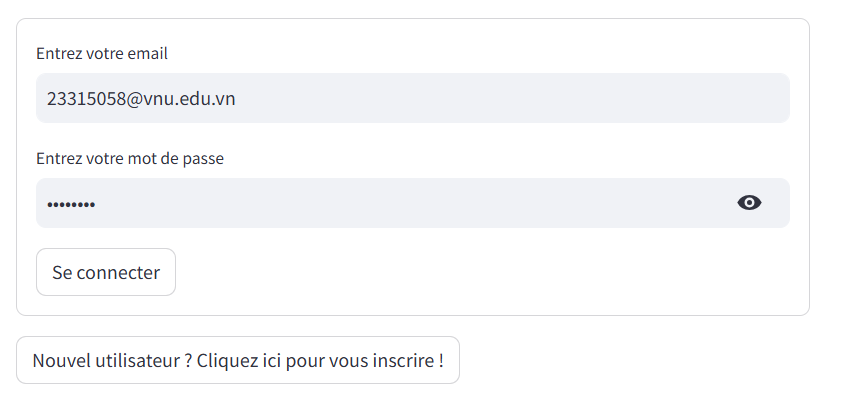 Entrez votre email
23315058@vnu.edu.vn
Entrez votre mot de passe
••••••••
Se connecter
Nouvel utilisateur ? Cliquez ici pour vous inscrire !